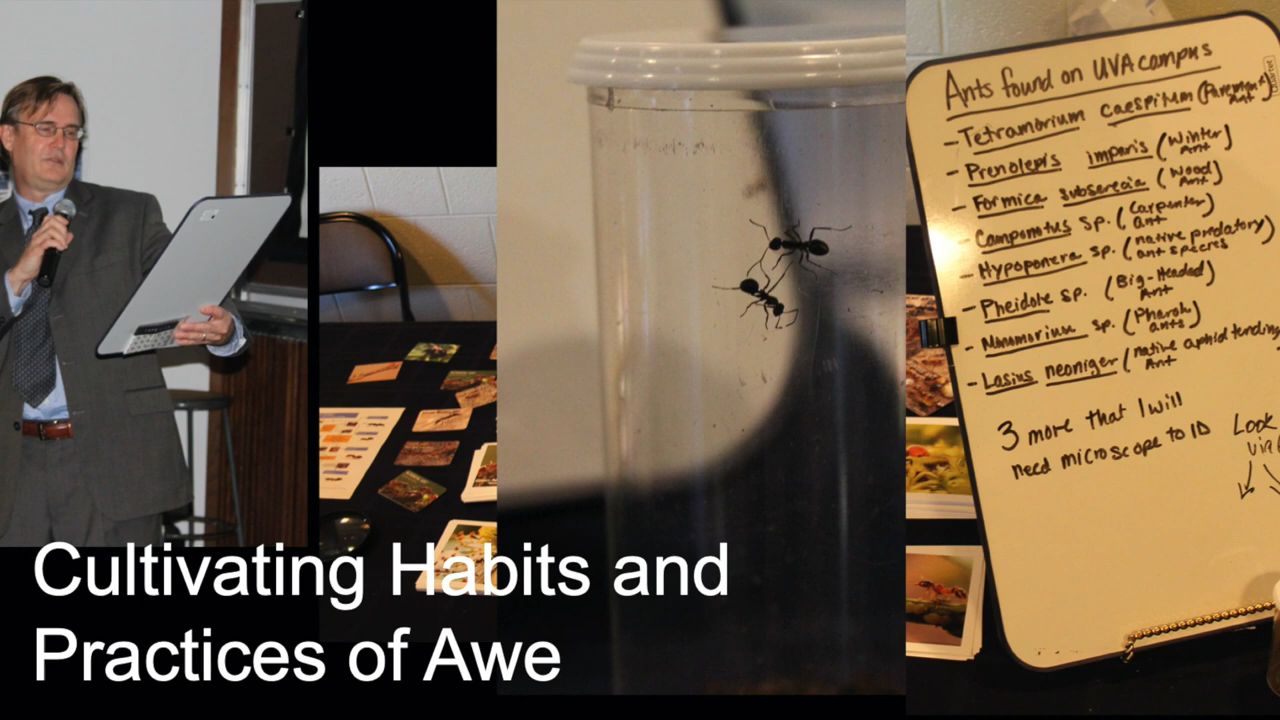 Ants found on UVA campus
- Tetramorium caespitum (Pavement
Ant)
- Prenolepis imparis (Winter
Ant)
- Formica subsericia (Wood
Ant)
- Camponotus sp. (Carpenter
ant)
- Hypoponera sp. (native predatory
ant species)
- Pheidole sp. (Big-Headed
Ant)
- Monomorium sp. (Pharoh
ants)
- Lasius neoniger (native aphid tending
Ant
3 more that I will
need microscope to ID
Look
Cultivating Habits and
Practices of Awe